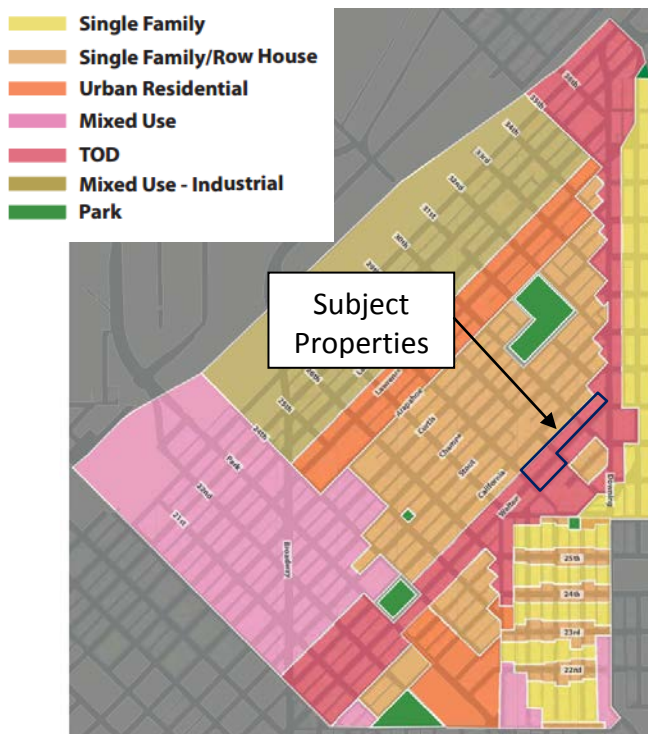 Single Family
Single Family/Row House
Urban Residential
Mixed Use
TOD
Mixed Use - Industrial
Park
38th
35th
34th
33rd
32nd
31st
30th
Subject
Properties
26th
25th
24th
Lawrence
Arapahoe
Curtis
Champa
Stout
California
Welton
Downing
Park
22nd
21st
Broadway
25th
24th
23rd
22nd